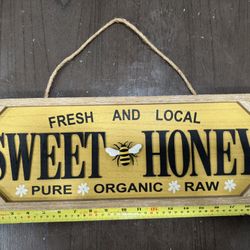 FRESH AND LOCAL
SWEET HONEY
PURE ORGANIC RAW